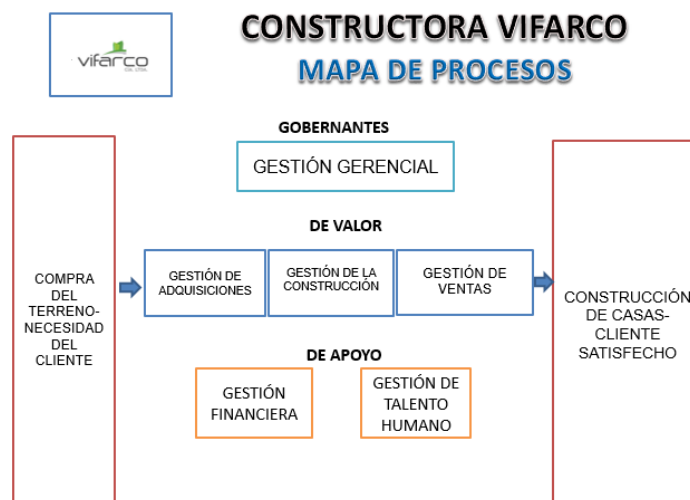 vifarco
CÍA. LTDA.
CONSTRUCTORA VIFARCO
MAPA DE PROCESOS
GOBERNANTES
GESTIÓN GERENCIAL
DE VALOR
COMPRA
DEL
TERRENO-
NECESIDAD
DEL
CLIENTE
GESTIÓN DE
ADQUISICIONES
GESTIÓN DE LA
CONSTRUCCIÓN
GESTIÓN DE
VENTAS
CONSTRUCCIÓN
DE CASAS-
CLIENTE
SATISFECHO
DE APOYO
GESTIÓN
FINANCIERA
GESTIÓN DE
TALENTO
HUMANO